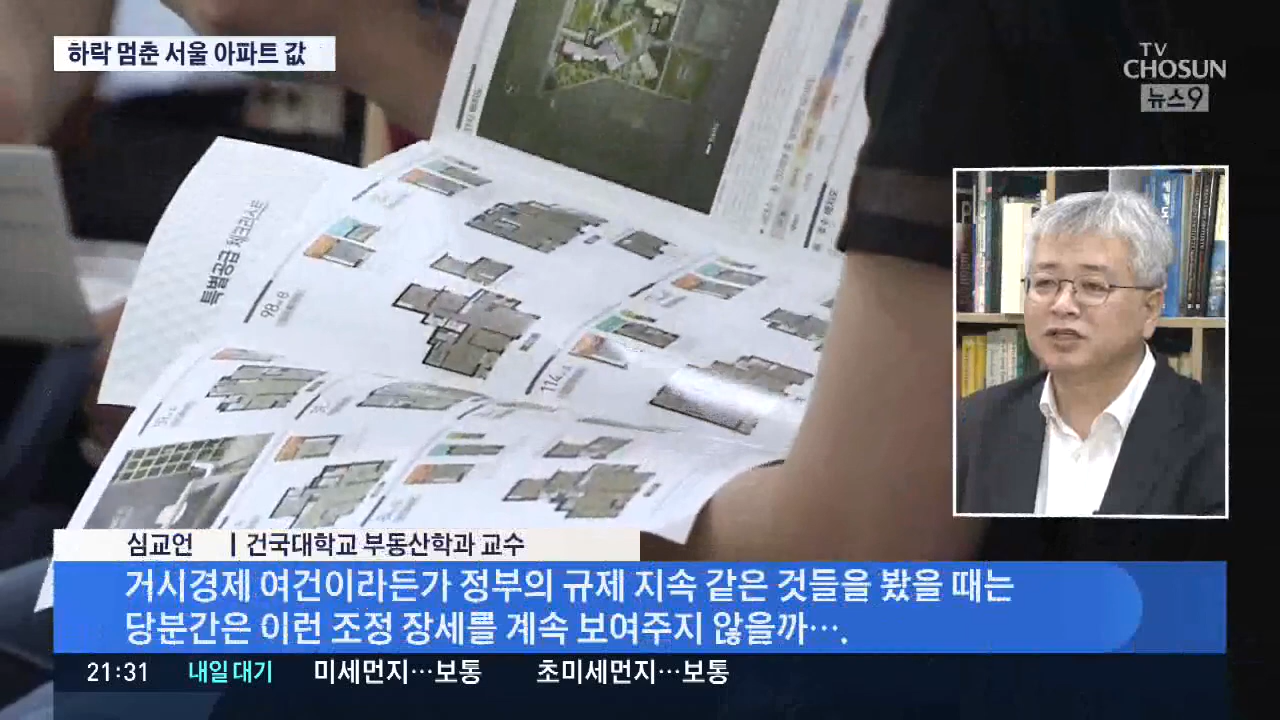 하락 멈춘 서울 아파트 값
TV
CHOSUN
뉴스9
특별공급 체크리스트
98
114
심교언 | 건국대학교 부동산학과 교수
거시경제 여건이라든가 정부의 규제 지속 같은 것들을 봤을 때는
당분간은 이런 조정 장세를 계속 보여주지 않을까….
21:31 내일 대기 미세먼지…보통 초미세먼지…보통